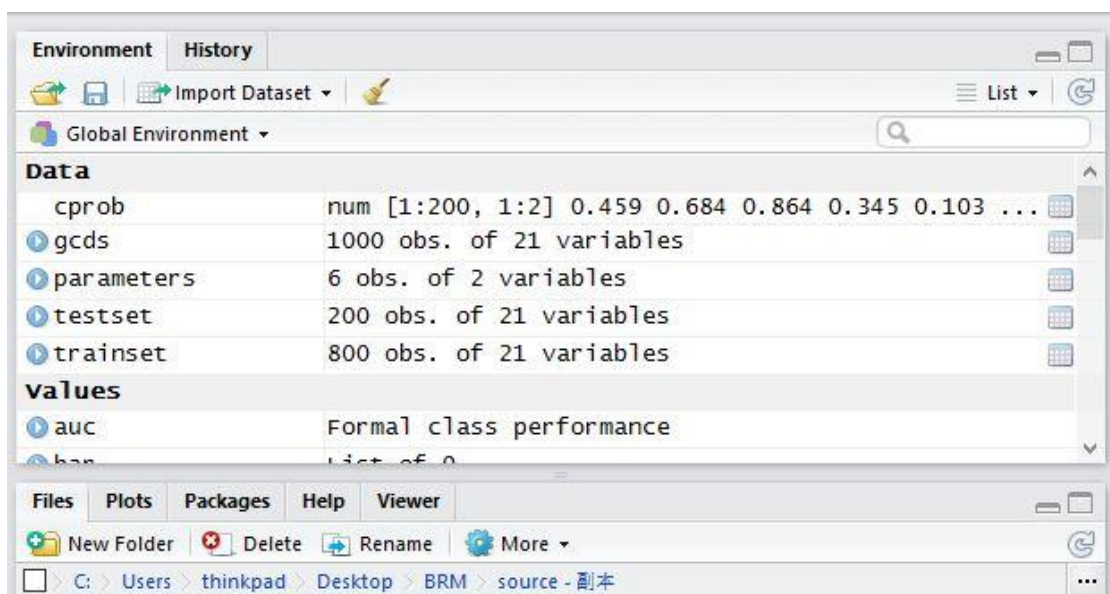 Environment History
Import Dataset List
Global Environment
Data
cprob num [1:200, 1:2] 0.459 0.684 0.864 0.345 0.103 ...
gcds 1000 obs. of 21 variables
parameters 6 obs. of 2 variables
testset 200 obs. of 21 variables
trainset 800 obs. of 21 variables
Values
auc Formal class performance
List of 0
Files Plots Packages Help Viewer
New Folder Delete Rename More
C: Users thinkpad Desktop BRM source - 副本 ...